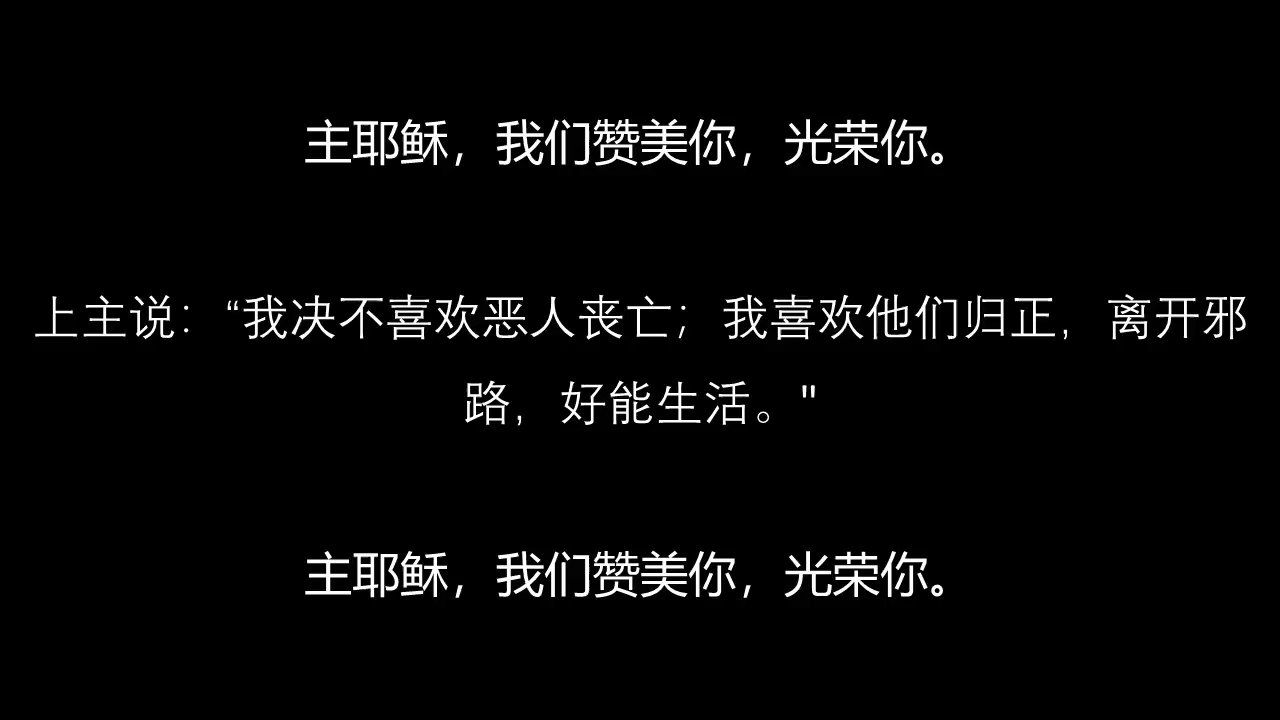 主耶稣，我们赞美你，光荣你。
上主说：“我决不喜欢恶人丧亡；我喜欢他们归正，离开邪
路，好能生活。"
主耶稣，我们赞美你，光荣你。